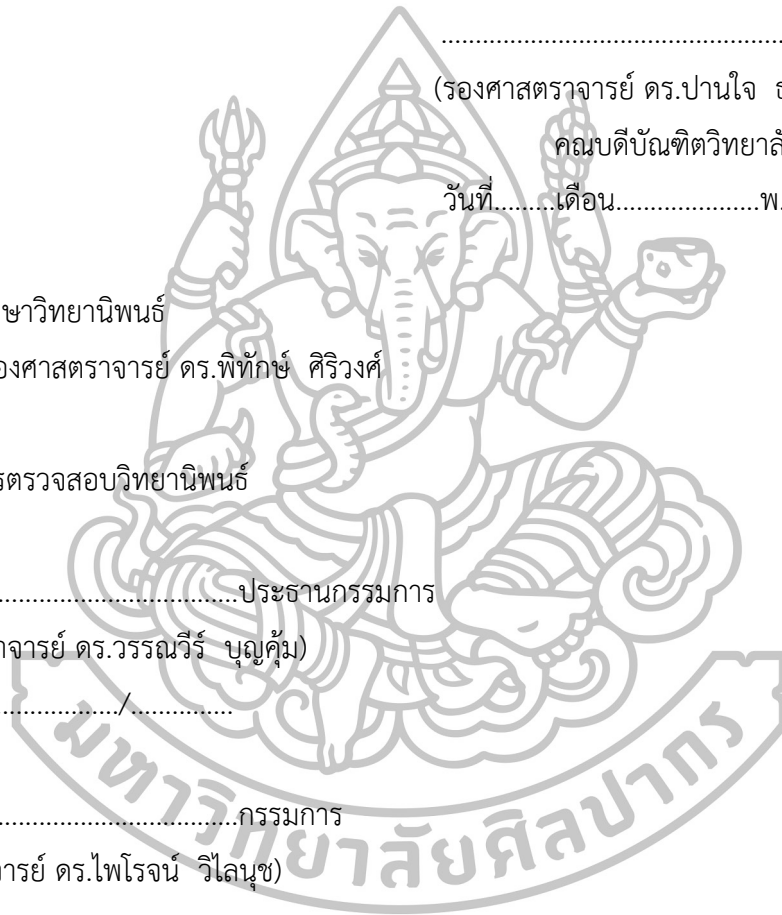 .................................................
(รองศาสตราจารย์ ดร.ปานใจ
คณบดีบัณฑิตวิทยาลัย
วันที่.........เดือน.....................พ.
ษาวิทยานิพนธ์
องศาสตราจารย์ ดร.พิทักษ์ ศิริวงศ์
รตรวจสอบวิทยานิพนธ์
...................................ประธานกรรมการ
าจารย์ ดร.วรรณวีร์ บุญคุ้ม)
................../...............
...................................กรรมการ
ารย์ ดร.ไพโรจน์ วิไลนุช)
มหาวิทยาลัยศิลปากร